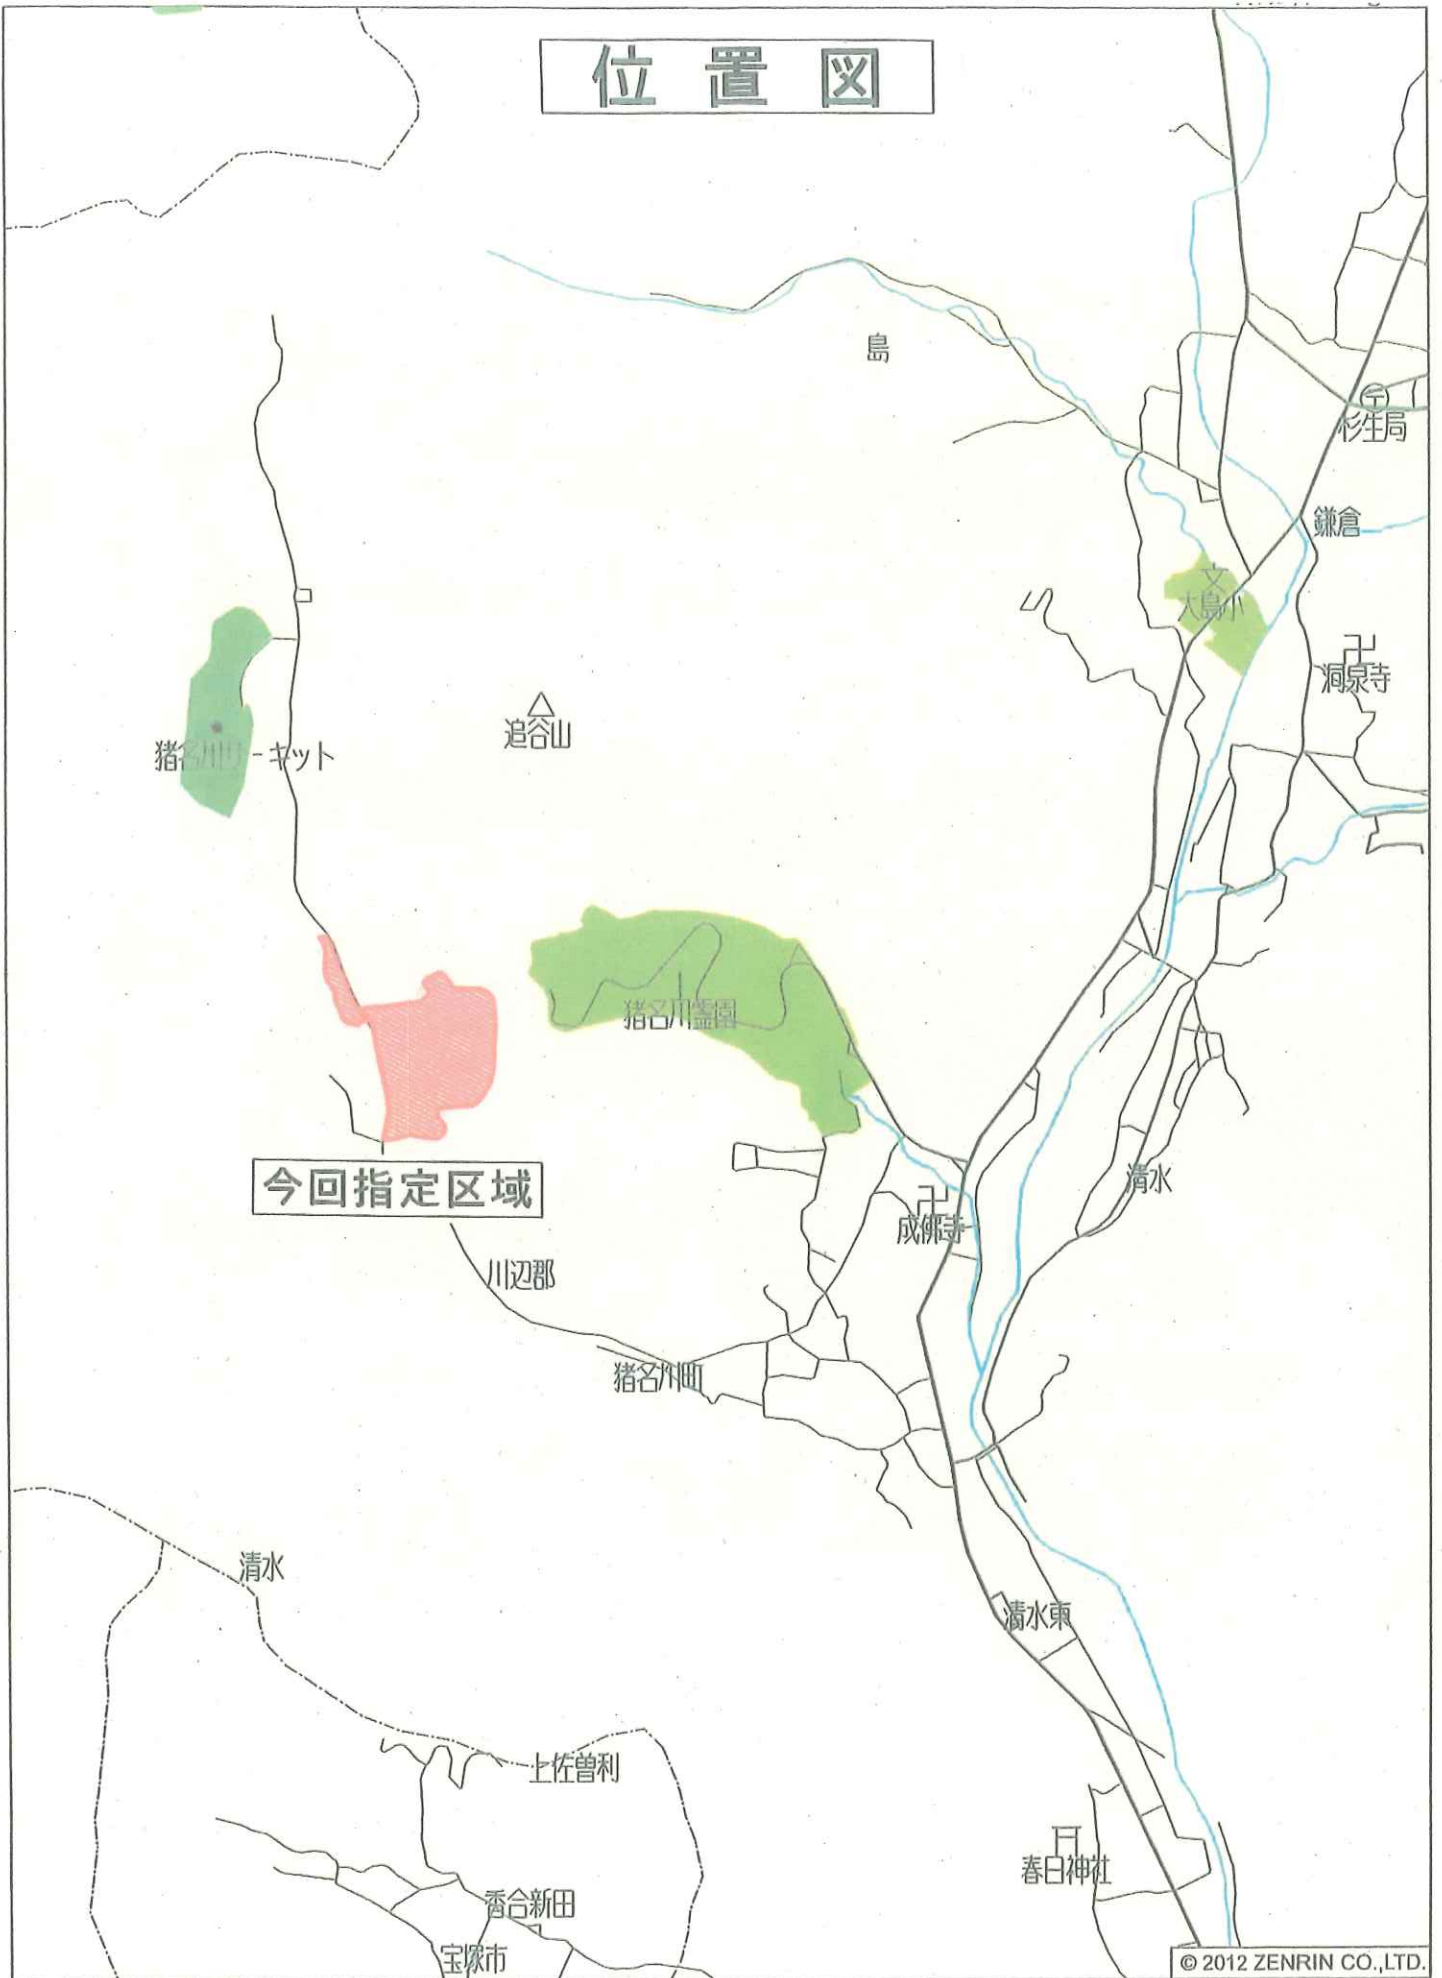 位置図
島
〒
杉生局
鎌倉
文
大島小
洞泉寺
追谷山
猪名川サーキット
猪名川霊園
今回指定区域
清水
成佛寺
川辺郡
猪名川町
清水
清水東
上佐曽利
春日神社
香合新田
宝塚市
© 2012 ZENRIN CO.,LTD.